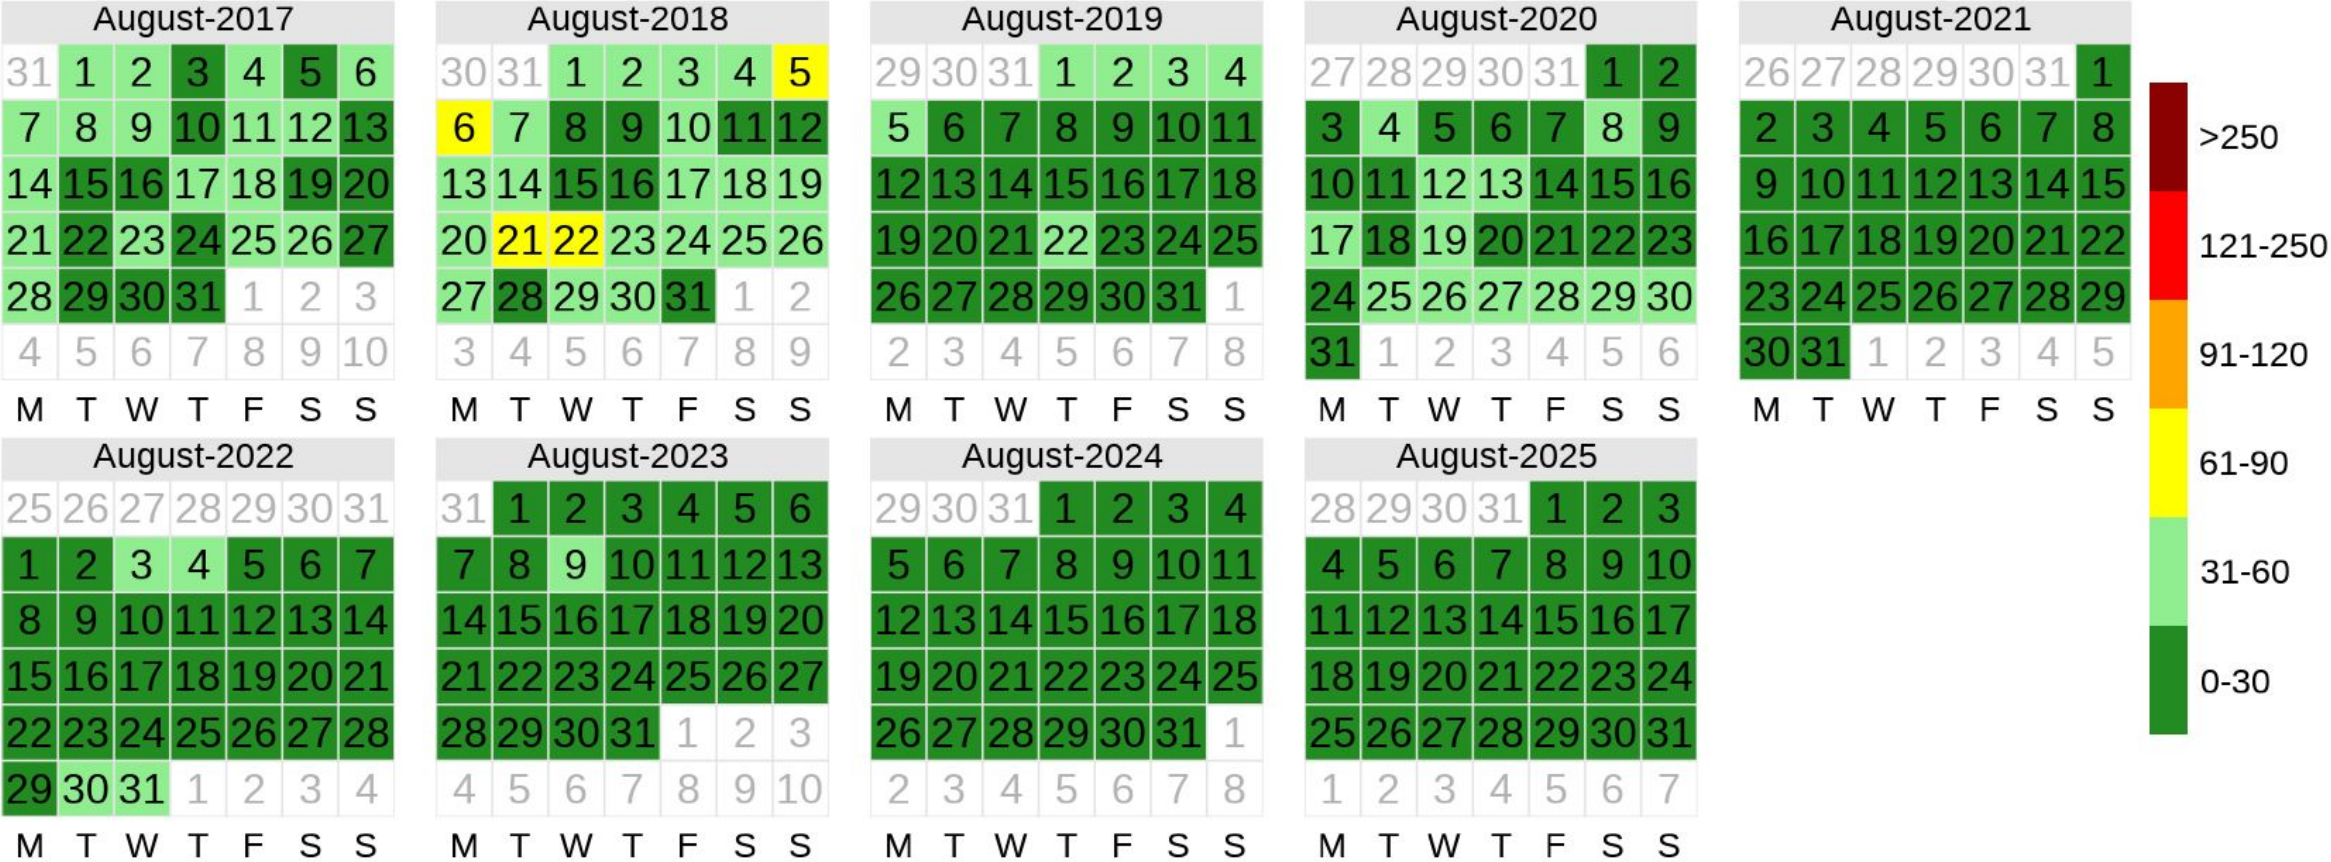 August-2017 August-2018 August-2019 August-2020 August-2021
31 1 2 3 4 5 6 30 31 1 2 3 4 5 29 30 31 1 2 3 4 27 28 29 30 31 1 2 26 27 28 29 30 31 1
7 8 9 10 11 12 13 6 7 8 9 10 11 12 5 6 7 8 9 10 11 3 4 5 6 7 8 9 2 3 4 5 6 7 8 >250
14 15 16 17 18 19 20 13 14 15 16 17 18 19 12 13 14 15 16 17 18 10 11 12 13 14 15 16 9 10 11 12 13 14 15
21 22 23 24 25 26 27 20 21 22 23 24 25 26 19 20 21 22 23 24 25 17 18 19 20 21 22 23 16 17 18 19 20 21 22 121-250
28 29 30 31 1 2 3 27 28 29 30 31 1 2 26 27 28 29 30 31 1 24 25 26 27 28 29 30 23 24 25 26 27 28 29
4 5 6 7 8 9 10 3 4 5 6 7 8 9 2 3 4 5 6 7 8 31 1 2 3 4 5 6 30 31 1 2 3 4 5 91-120
M T W T F S S M T W T F S S M T W T F S S M T W T F S S M T W T F S S
August-2022 August-2023 August-2024 August-2025 61-90
25 26 27 28 29 30 31 31 1 2 3 4 5 6 29 30 31 1 2 3 4 28 29 30 31 1 2 3
1 2 3 4 5 6 7 7 8 9 10 11 12 13 5 6 7 8 9 10 11 4 5 6 7 8 9 10 31-60
8 9 10 11 12 13 14 14 15 16 17 18 19 20 12 13 14 15 16 17 18 11 12 13 14 15 16 17
15 16 17 18 19 20 21 21 22 23 24 25 26 27 19 20 21 22 23 24 25 18 19 20 21 22 23 24 0-30
22 23 24 25 26 27 28 28 29 30 31 1 2 3 26 27 28 29 30 31 1 25 26 27 28 29 30 31
29 30 31 1 2 3 4 4 5 6 7 8 9 10 2 3 4 5 6 7 8 1 2 3 4 5 6 7
M T W T F S S M T W T F S S M T W T F S S M T W T F S S